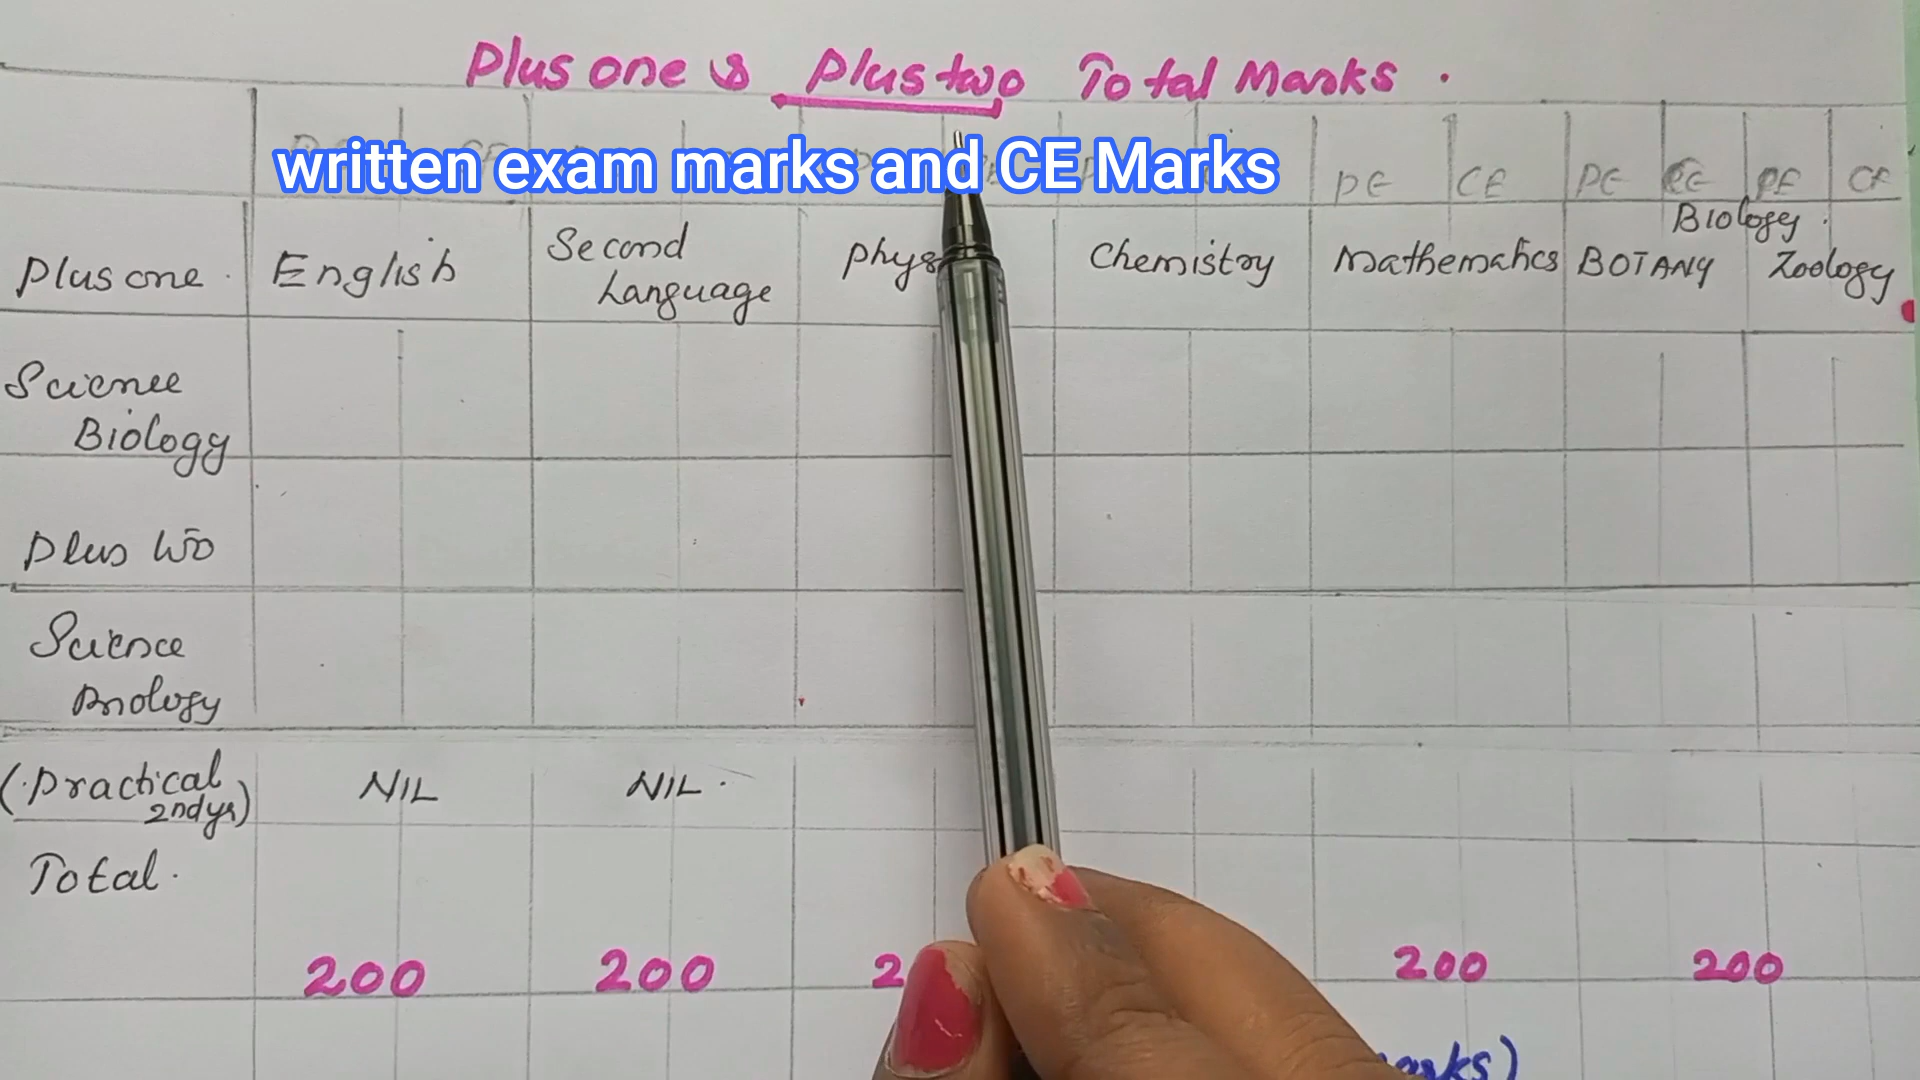 Plus one & Plus two Total Marks.
written exam marks and CE Marks
PE CE PE CE PE CE
Biology.
Plus one. English Second Language Chemistry Mathematics BOTANY Zoology
Science Biology
Plus two
Science Biology
(Practical 2nd yr) NIL NIL.
Total.
200 200 200 200